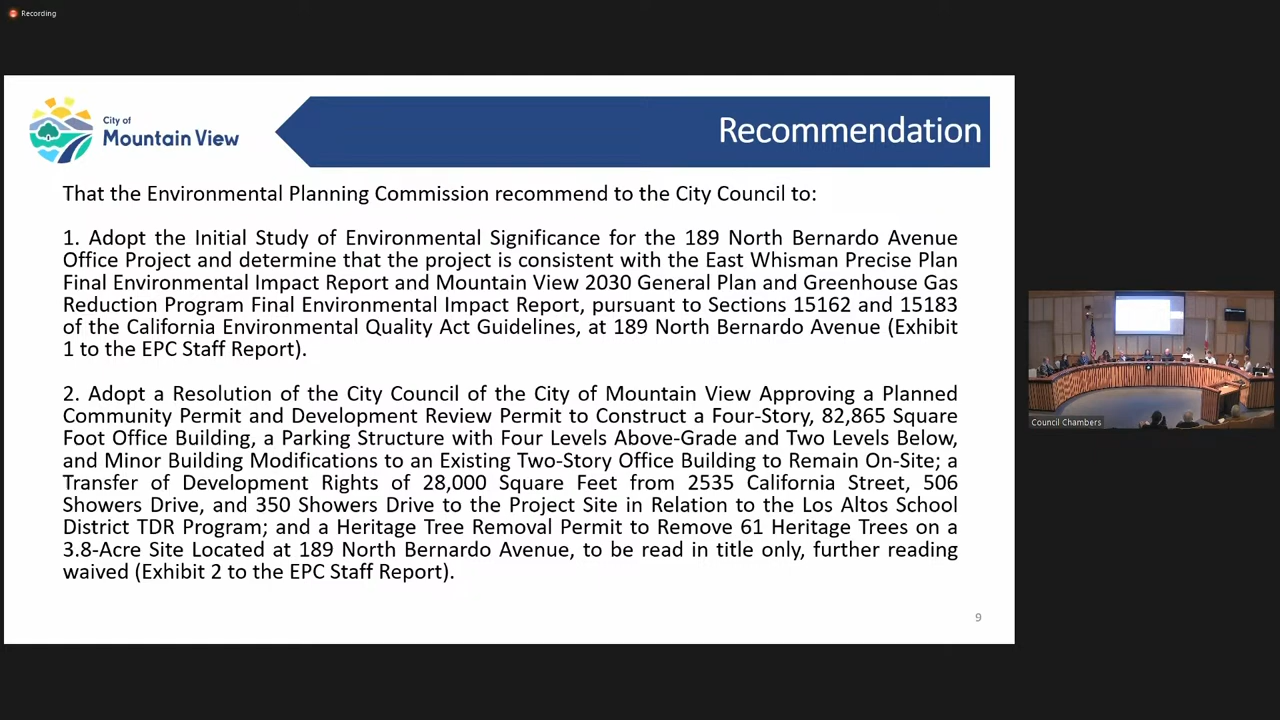 Recording
City of
Mountain View
Recommendation
That the Environmental Planning Commission recommend to the City Council to:
1. Adopt the Initial Study of Environmental Significance for the 189 North Bernardo Avenue
Office Project and determine that the project is consistent with the East Whisman Precise Plan
Final Environmental Impact Report and Mountain View 2030 General Plan and Greenhouse Gas
Reduction Program Final Environmental Impact Report, pursuant to Sections 15162 and 15183
of the California Environmental Quality Act Guidelines, at 189 North Bernardo Avenue (Exhibit
1 to the EPC Staff Report).
2. Adopt a Resolution of the City Council of the City of Mountain View Approving a Planned
Community Permit and Development Review Permit to Construct a Four-Story, 82,865 Square
Foot Office Building, a Parking Structure with Four Levels Above-Grade and Two Levels Below,
and Minor Building Modifications to an Existing Two-Story Office Building to Remain On-Site; a
Transfer of Development Rights of 28,000 Square Feet from 2535 California Street, 506
Showers Drive, and 350 Showers Drive to the Project Site in Relation to the Los Altos School
District TDR Program; and a Heritage Tree Removal Permit to Remove 61 Heritage Trees on a
3.8-Acre Site Located at 189 North Bernardo Avenue, to be read in title only, further reading
waived (Exhibit 2 to the EPC Staff Report).
9
Council Chambers